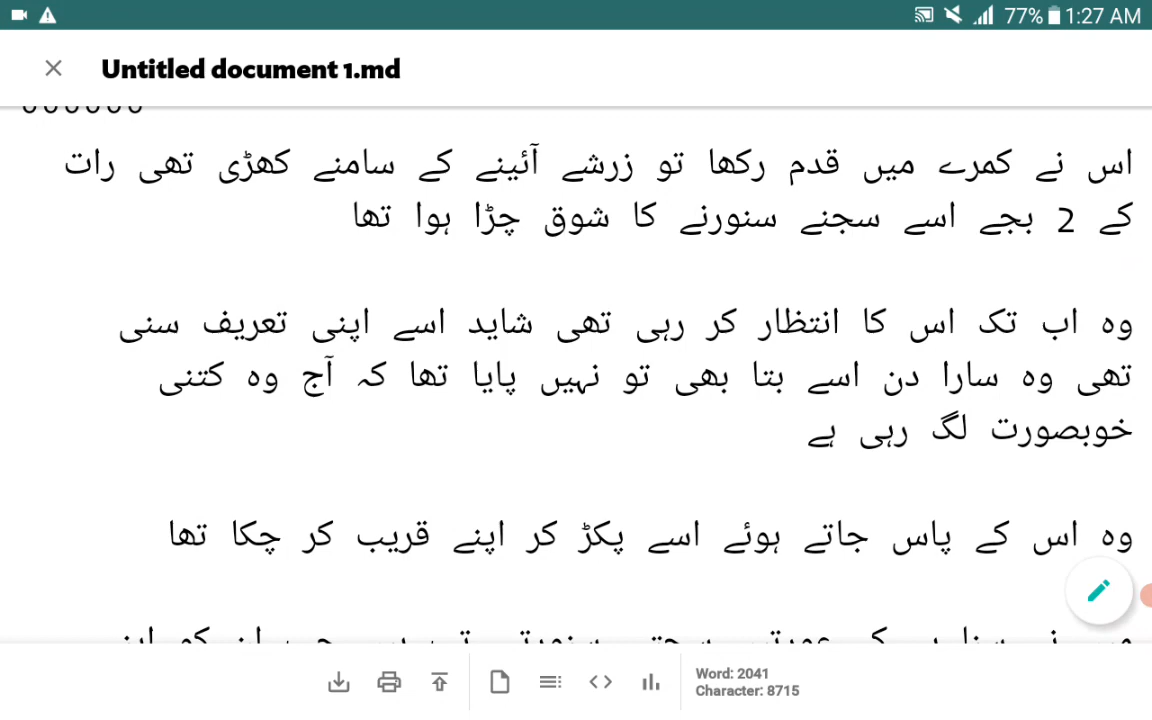 77% 1:27 AM
Untitled document 1.md
اس نے کمرے میں قدم رکھا تو زرشے آئینے کے سامنے کھڑی تھی رات
کے 2 بجے اسے سجنے سنورنے کا شوق چڑا ہوا تھا
وہ اب تک اس کا انتظار کر رہی تھی شاید اسے اپنی تعریف سنی
تھی وہ سارا دن اسے بتا بھی تو نہیں پایا تھا کہ آج وہ کتنی
خوبصورت لگ رہی ہے
وہ اس کے پاس جاتے ہوئے اسے پکڑ کر اپنے قریب کر چکا تھا
Word: 2041
Character: 8715